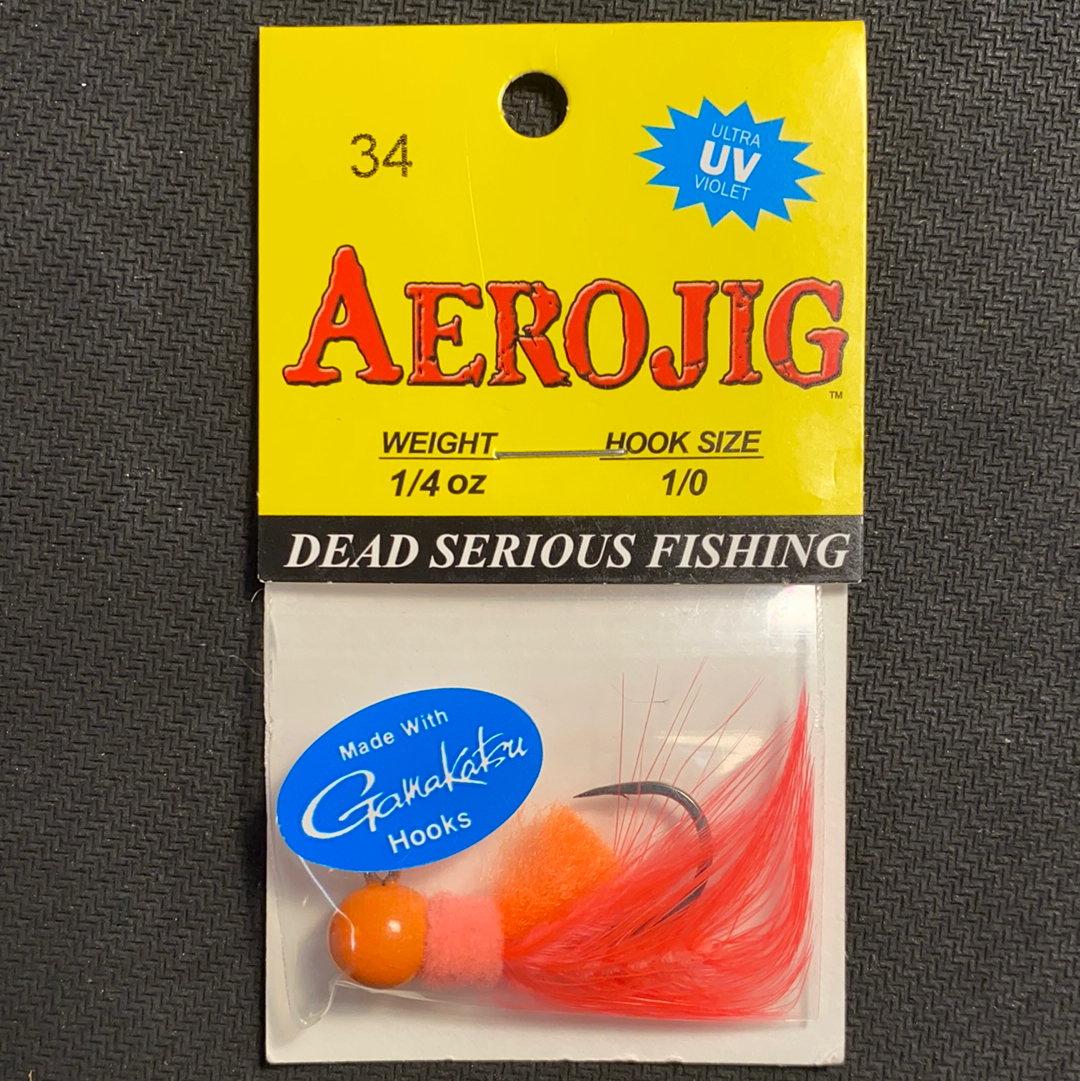 34
ULTRA
UV
VIOLET
AEROJIG
TM
WEIGHT HOOK SIZE
1/4 oz 1/0
DEAD SERIOUS FISHING
Made With
Gamakatsu
Hooks